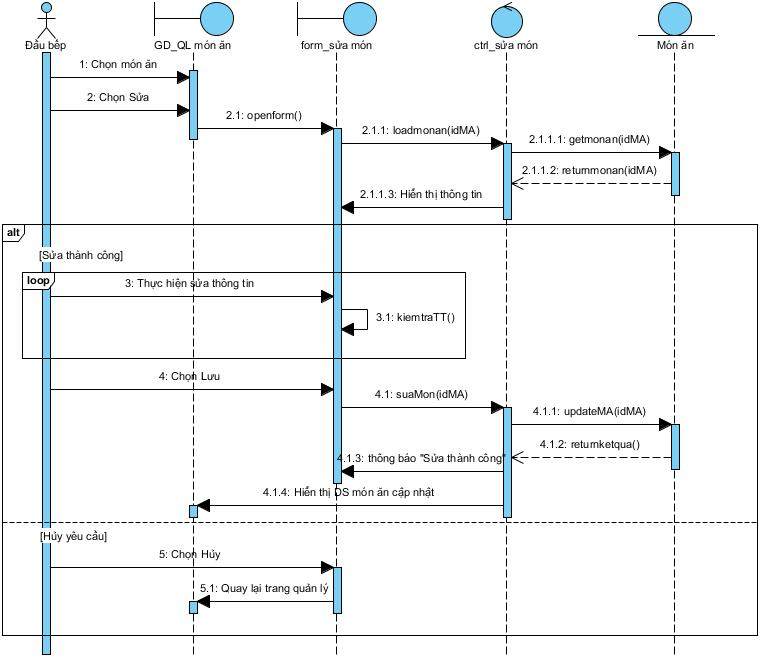 Đầu bếp
GD_QL món ăn
form_sửa món
ctrl_sửa món
Món ăn
1: Chọn món ăn
2: Chọn Sửa
2.1: openform()
2.1.1: loadmonan(idMA)
2.1.1.1: getmonan(idMA)
2.1.1.2: returnmonan(idMA)
2.1.1.3: Hiển thị thông tin
alt
[Sửa thành công]
loop
3: Thực hiện sửa thông tin
3.1: kiemtraTT()
4: Chọn Lưu
4.1: suaMon(idMA)
4.1.1: updateMA(idMA)
4.1.2: returnketqua()
4.1.3: thông báo "Sửa thành công"
4.1.4: Hiển thị DS món ăn cập nhật
[Hủy yêu cầu]
5: Chọn Hủy
5.1: Quay lại trang quản lý